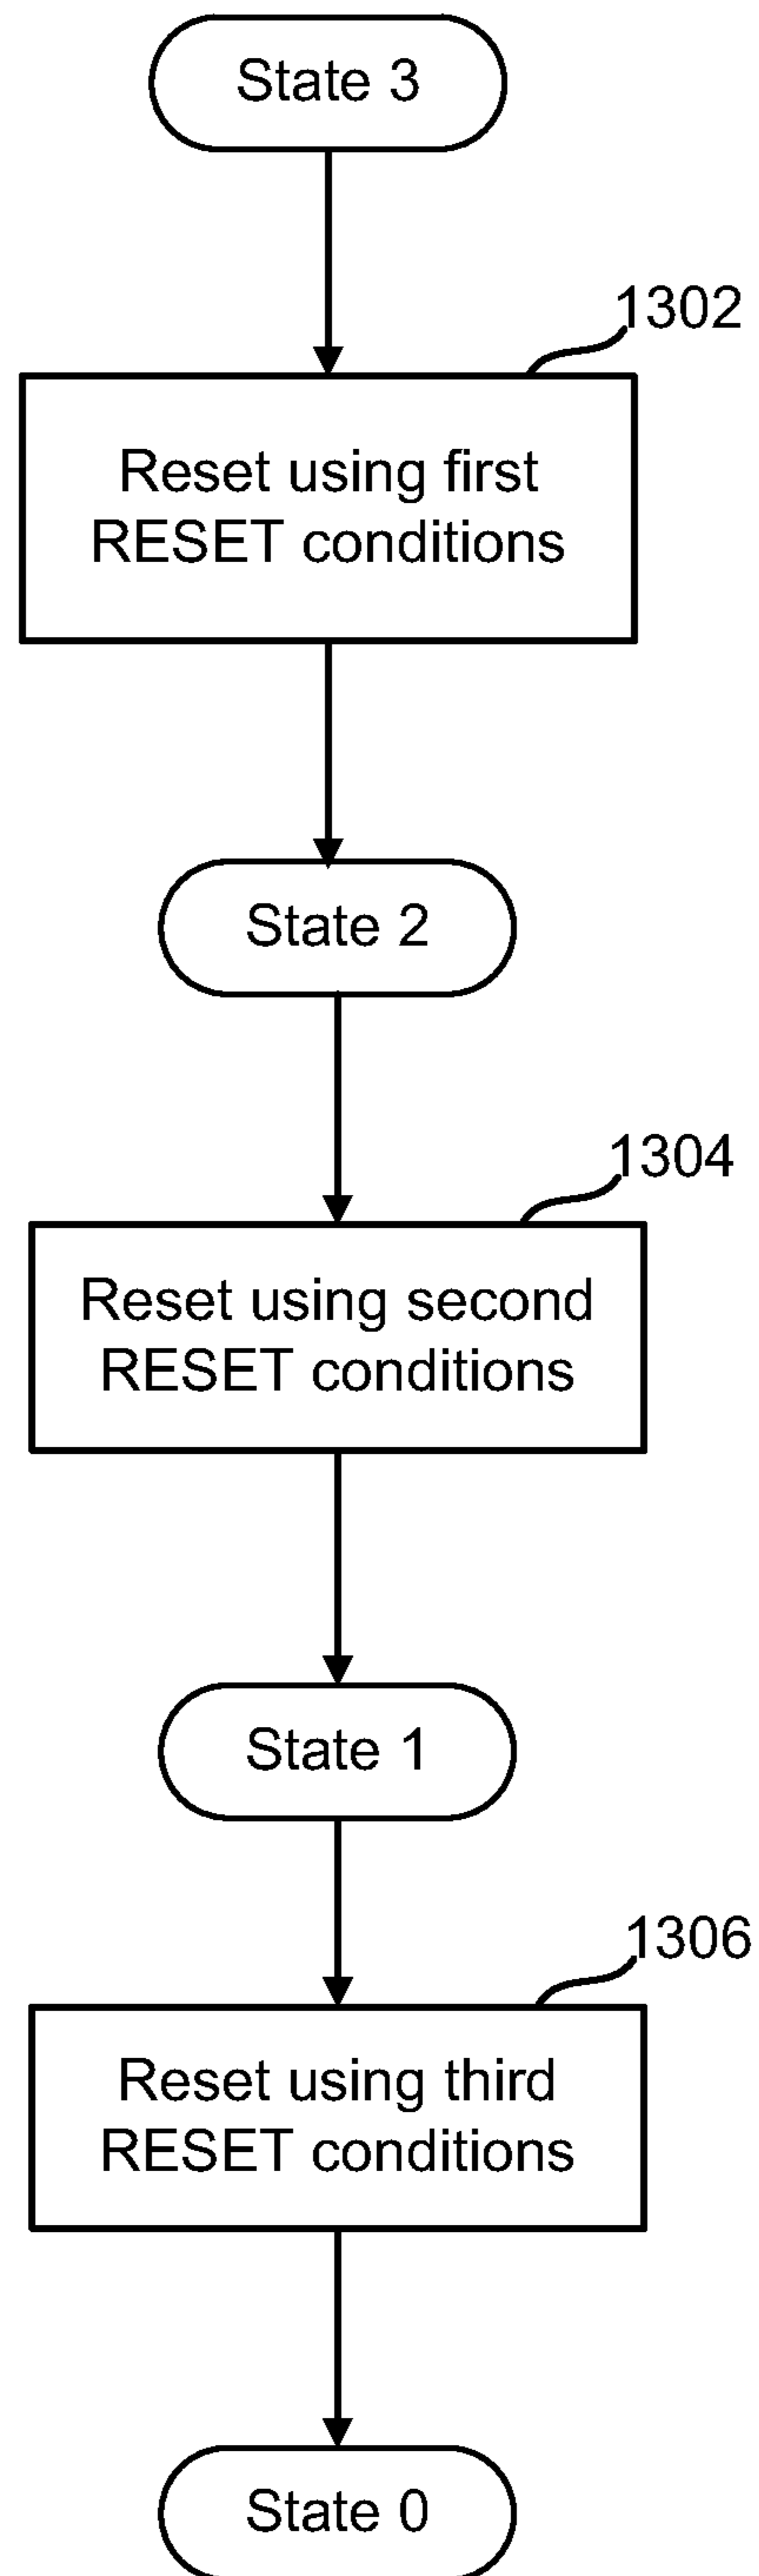 State 3
1302
Reset using first
RESET conditions
State 2
1304
Reset using second
RESET conditions
State 1
1306
Reset using third
RESET conditions
State 0